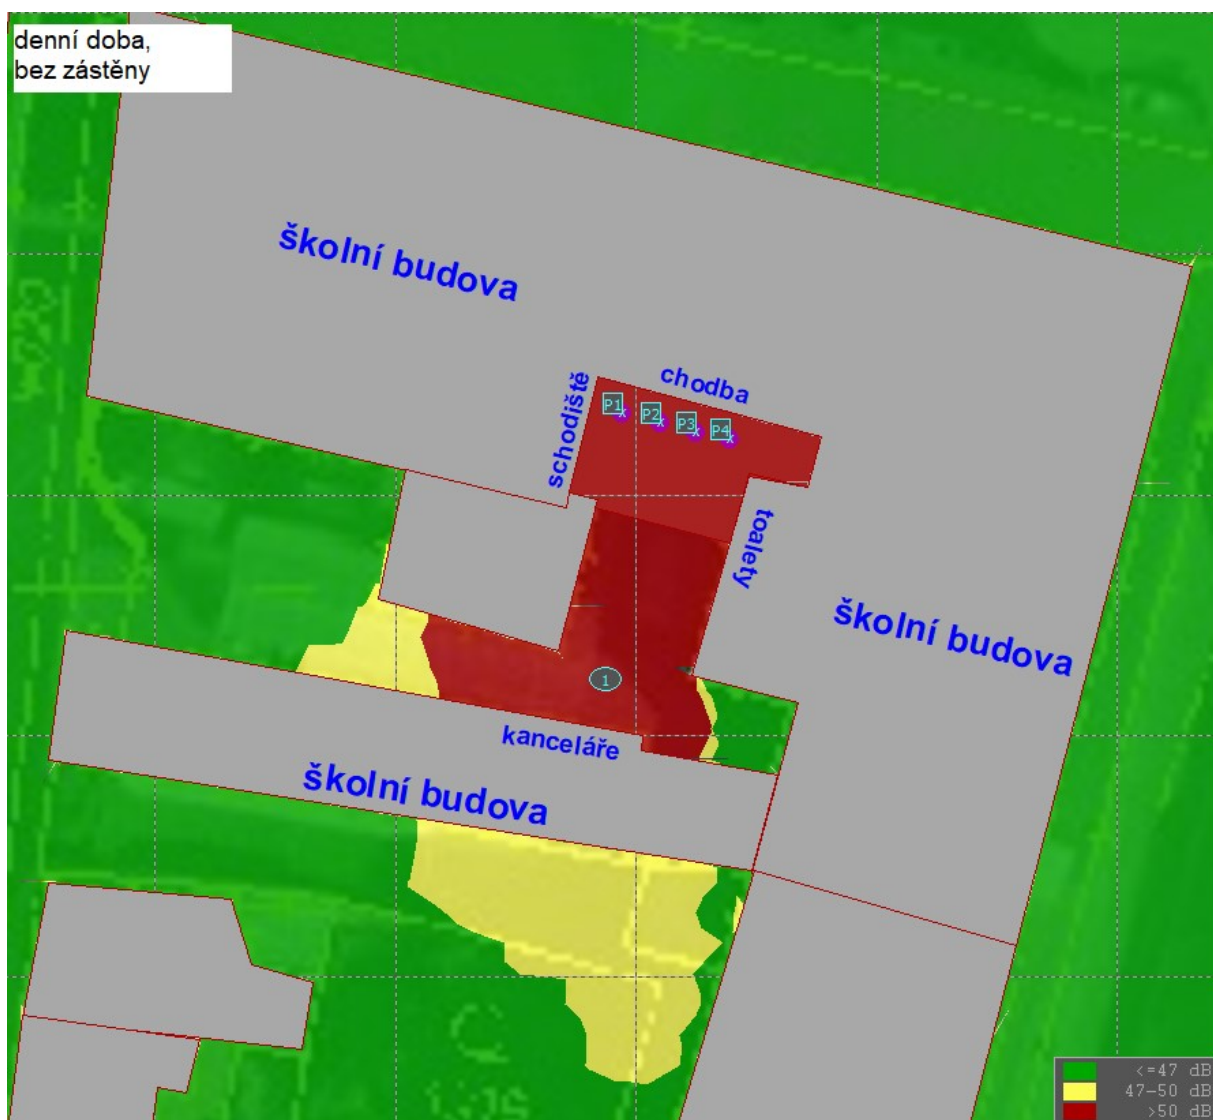 denní doba,
bez zástěny
školní budova
schodiště
chodba
P1
P2
P3
P4
toalety
školní budova
1
kanceláře
školní budova
<=47 dB
47-50 dB
>50 dB